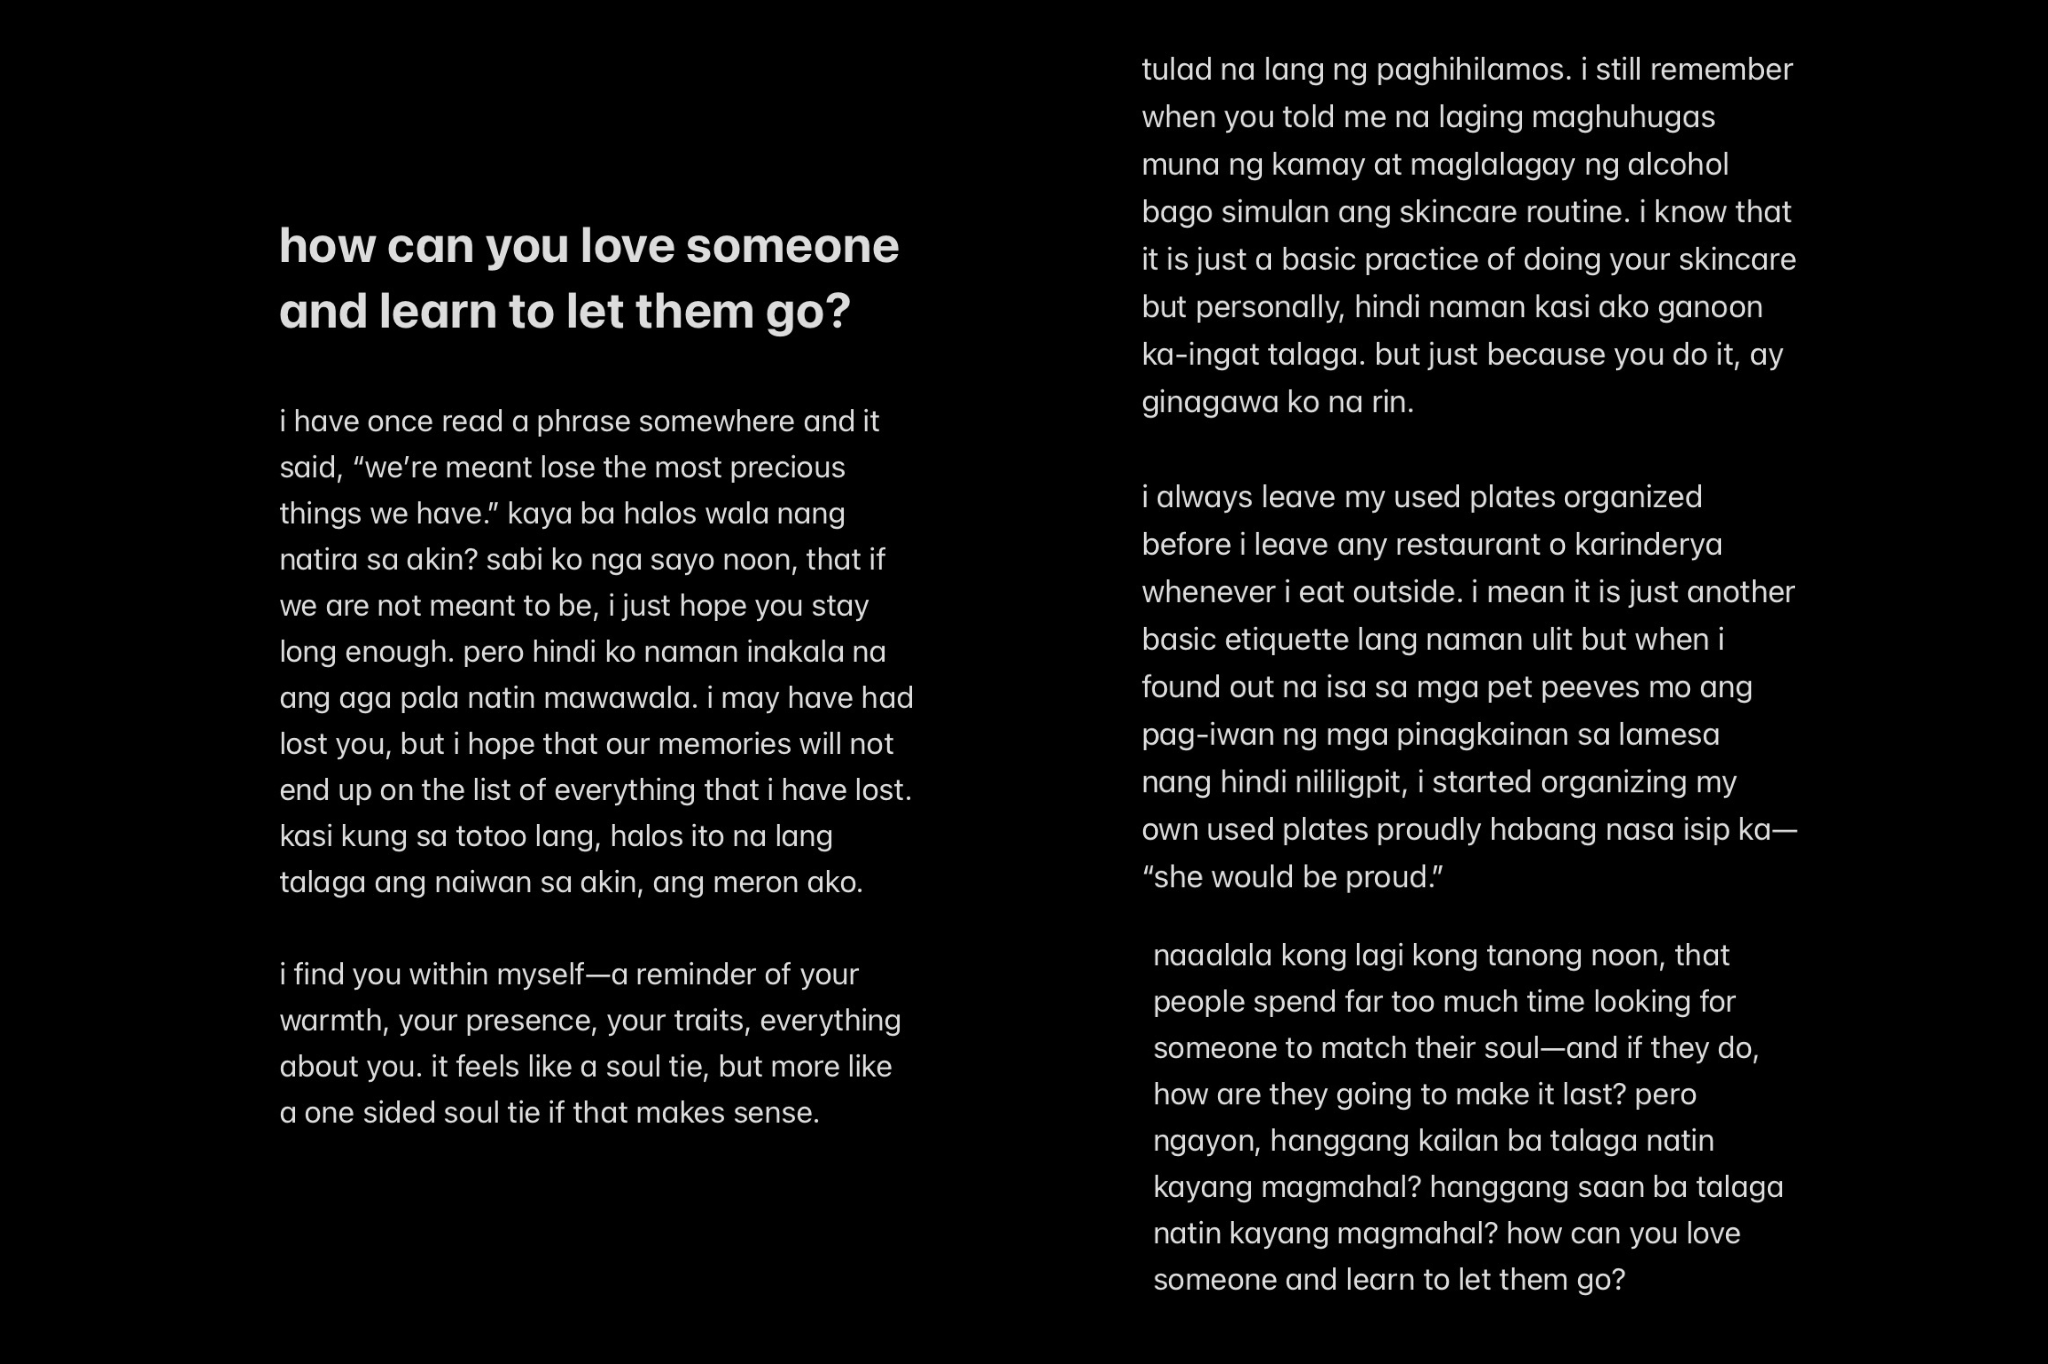 how can you love someone
and learn to let them go?
i have once read a phrase somewhere and it
said, “we’re meant lose the most precious
things we have.” kaya ba halos wala nang
natira sa akin? sabi ko nga sayo noon, that if
we are not meant to be, i just hope you stay
long enough. pero hindi ko naman inakala na
ang aga pala natin mawawala. i may have had
lost you, but i hope that our memories will not
end up on the list of everything that i have lost.
kasi kung sa totoo lang, halos ito na lang
talaga ang naiwan sa akin, ang meron ako.
i find you within myself—a reminder of your
warmth, your presence, your traits, everything
about you. it feels like a soul tie, but more like
a one sided soul tie if that makes sense.
tulad na lang ng paghihilamos. i still remember
when you told me na laging maghuhugas
muna ng kamay at maglalagay ng alcohol
bago simulan ang skincare routine. i know that
it is just a basic practice of doing your skincare
but personally, hindi naman kasi ako ganoon
ka-ingat talaga. but just because you do it, ay
ginagawa ko na rin.
i always leave my used plates organized
before i leave any restaurant o karinderya
whenever i eat outside. i mean it is just another
basic etiquette lang naman ulit but when i
found out na isa sa mga pet peeves mo ang
pag-iwan ng mga pinagkainan sa lamesa
nang hindi nililigpit, i started organizing my
own used plates proudly habang nasa isip ka—
“she would be proud.”
naaalala kong lagi kong tanong noon, that
people spend far too much time looking for
someone to match their soul—and if they do,
how are they going to make it last? pero
ngayon, hanggang kailan ba talaga natin
kayang magmahal? hanggang saan ba talaga
natin kayang magmahal? how can you love
someone and learn to let them go?